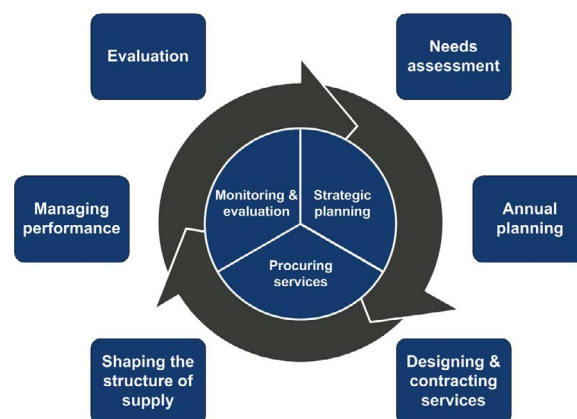 Evaluation
Needs
assessment
Monitoring &
evaluation
Strategic
planning
Managing
performance
Annual
planning
Procuring
services
Shaping the
structure of
supply
Designing &
contracting
services